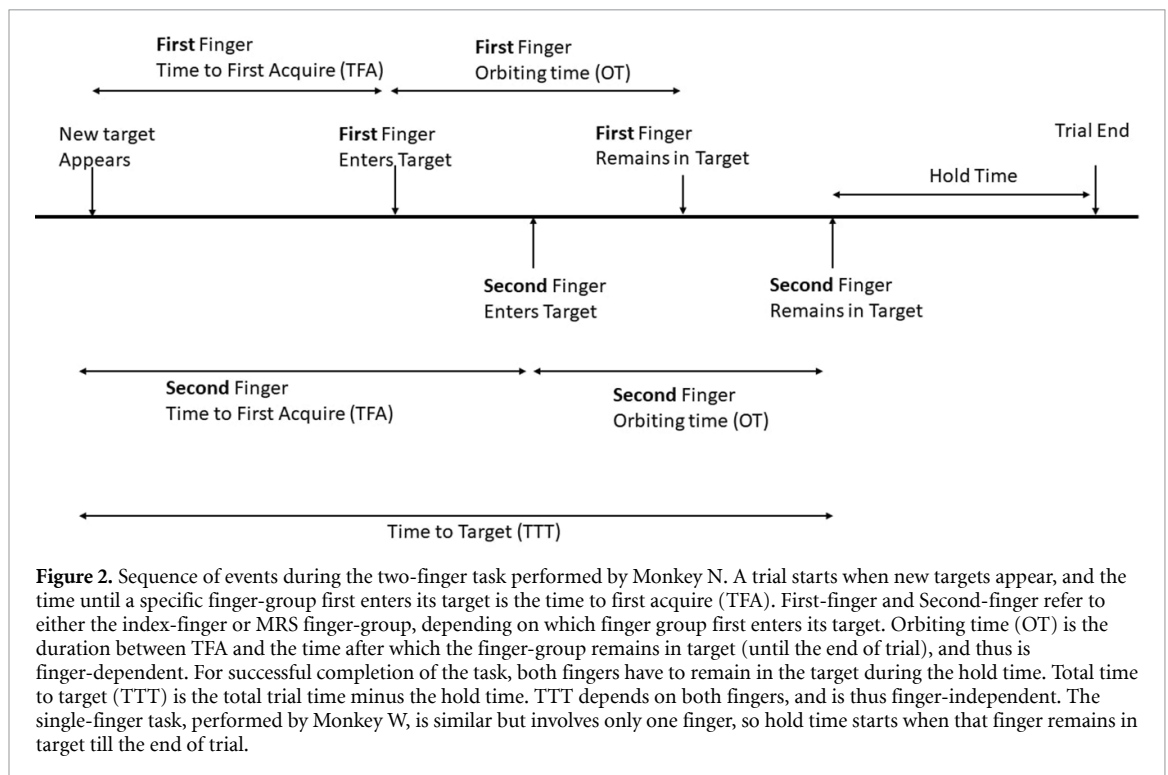 First Finger
Time to First Acquire (TFA)
First Finger
Orbiting time (OT)
New target
Appears
First Finger
Enters Target
First Finger
Remains in Target
Trial End
Hold Time
Second Finger
Enters Target
Second Finger
Remains in Target
Second Finger
Time to First Acquire (TFA)
Second Finger
Orbiting time (OT)
Time to Target (TTT)
Figure 2. Sequence of events during the two-finger task performed by Monkey N. A trial starts when new targets appear, and the
time until a specific finger-group first enters its target is the time to first acquire (TFA). First-finger and Second-finger refer to
either the index-finger or MRS finger-group, depending on which finger group first enters its target. Orbiting time (OT) is the
duration between TFA and the time after which the finger-group remains in target (until the end of trial), and thus is
finger-dependent. For successful completion of the task, both fingers have to remain in the target during the hold time. Total time
to target (TTT) is the total trial time minus the hold time. TTT depends on both fingers, and is thus finger-independent. The
single-finger task, performed by Monkey W, is similar but involves only one finger, so hold time starts when that finger remains in
target till the end of trial.